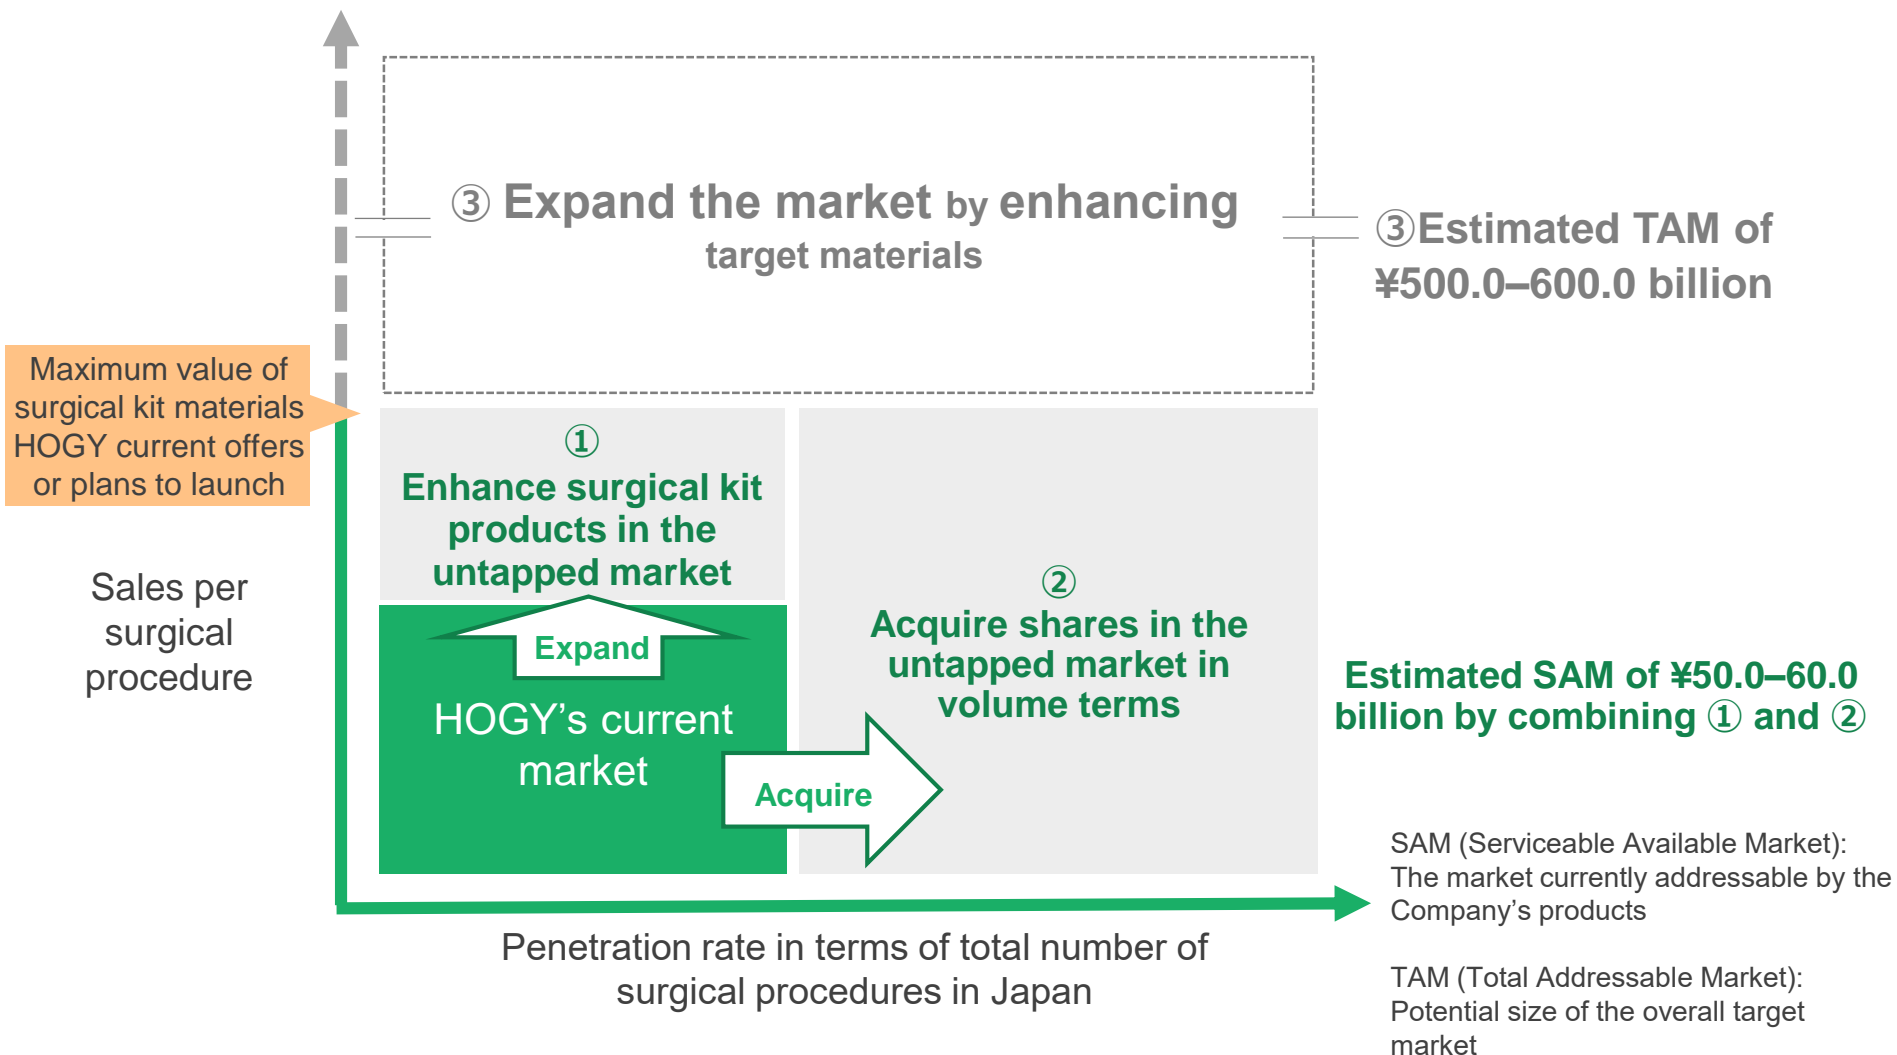 ③ Expand the market by enhancing
target materials
③Estimated TAM of
¥500.0–600.0 billion
Maximum value of
surgical kit materials
HOGY current offers
or plans to launch
①
Enhance surgical kit
products in the
untapped market
Sales per
surgical
procedure
②
Acquire shares in the
untapped market in
volume terms
Expand
HOGY’s current
market
Acquire
Estimated SAM of ¥50.0–60.0
billion by combining ① and ②
SAM (Serviceable Available Market):
The market currently addressable by the
Company’s products
Penetration rate in terms of total number of
surgical procedures in Japan
TAM (Total Addressable Market):
Potential size of the overall target
market